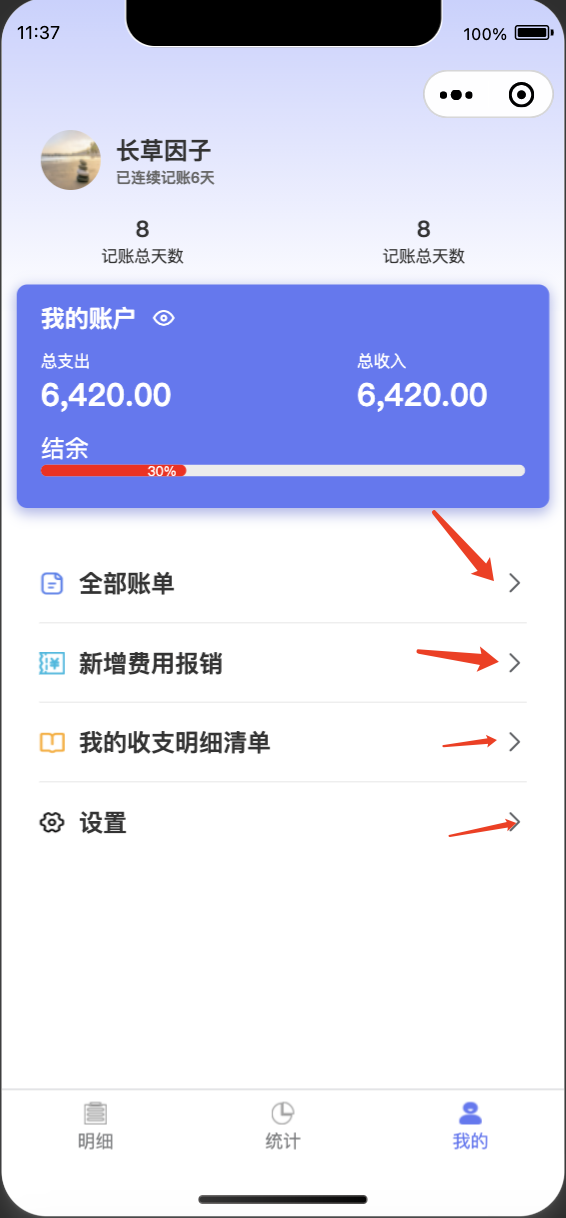 11:37
100%
长草因子
已连续记账6天
8
记账总天数
8
记账总天数
我的账户
总支出
6,420.00
总收入
6,420.00
结余
30%
全部账单
新增费用报销
我的收支明细清单
设置
明细
统计
我的